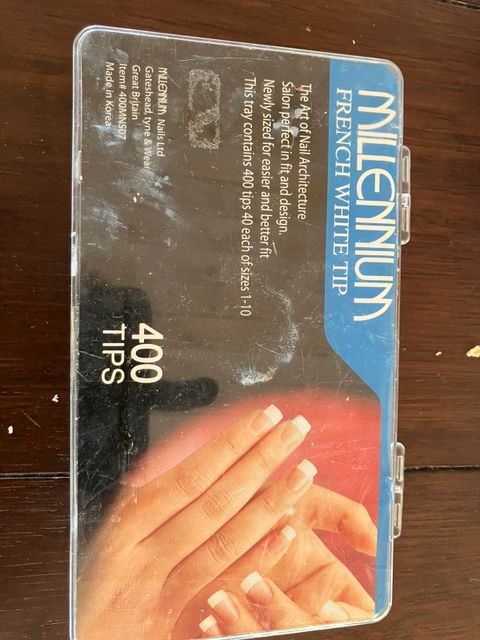 MILLENNIUM
FRENCH WHITE TIP
The Art of Nail Architecture
Salon perfect in fit and design.
Newly sized for easier and better fit
This tray contains 400 tips 40 each of sizes 1-10
MILLENNIUM Nails Ltd
Gateshead, tyne & Wear
Great Britain
Item# 400MNS07
Made in Korea
400
TIPS